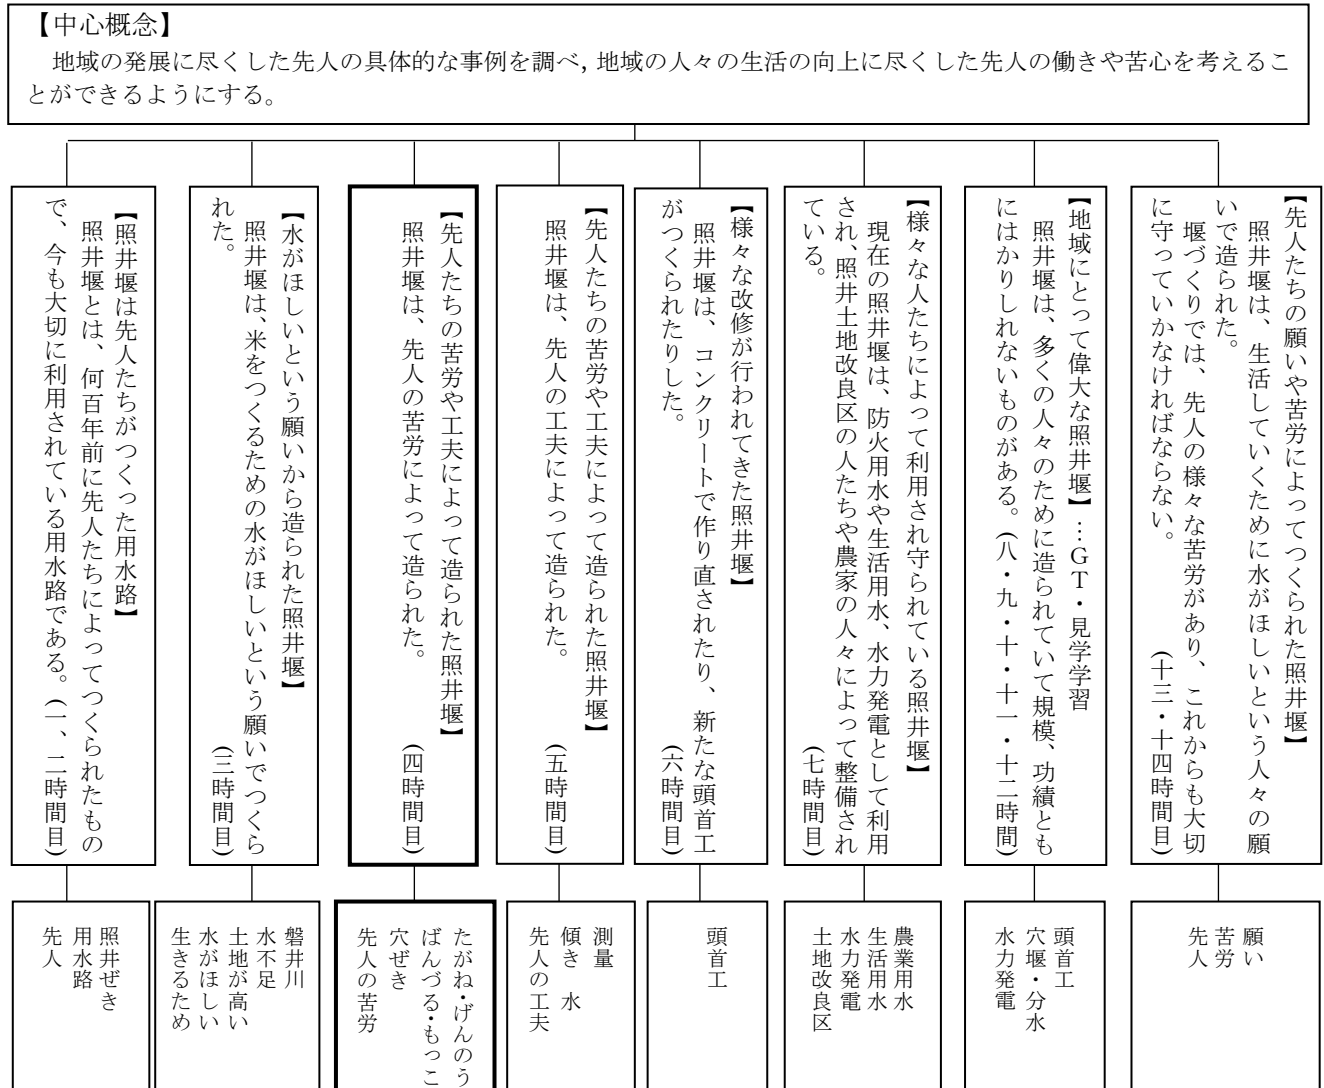 【中心概念】
地域の発展に尽くした先人の具体的な事例を調べ,地域の人々の生活の向上に尽くした先人の働きや苦心を考えるこ
とができるようにする。
【先人たちの願いや苦労によってつくられた照井堰】
照井堰は、生活していくために水がほしいという人々の願
いで造られた。
堰づくりでは、先人の様々な苦労があり、これからも大切
に守っていかなければならない。
(十三・十四時間目)
【地域にとって偉大な照井堰】…GT・見学学習
照井堰は、多くの人々のために造られていて規模、功績とも
にはかりしれないものがある。(八・九・十・十一・十二時間)
【様々な人たちによって利用され守られている照井堰】
現在の照井堰は、防火用水や生活用水、水力発電として利用
され、照井土地改良区の人たちや農家の人々によって整備され
ている。
(七時間目)
【様々な改修が行われてきた照井堰】
照井堰は、コンクリートで作り直されたり、新たな頭首工
がつくられたりした。
(六時間目)
【先人たちの苦労や工夫によって造られた照井堰】
照井堰は、先人の工夫によって造られた。
(五時間目)
【先人たちの苦労や工夫によって造られた照井堰】
照井堰は、先人の苦労によって造られた。
(四時間目)
【水がほしいという願いから造られた照井堰】
照井堰は、米をつくるための水がほしいという願いでつくら
れた。
(三時間目)
【照井堰は先人たちがつくった用水路】
照井堰とは、何百年前に先人たちによってつくられたもの
で、今も大切に利用されている用水路である。(一、二時間目)
願い
苦労
先人
頭首工
穴堰・分水
水力発電
農業用水
生活用水
水力発電
土地改良区
頭首工
測量
傾き 水
先人の工夫
たがね・げんのう
ばんづる・もっこ
穴ぜき
先人の苦労
磐井川
水不足
土地が高い
水がほしい
生きるため
照井ぜき
用水路
先人